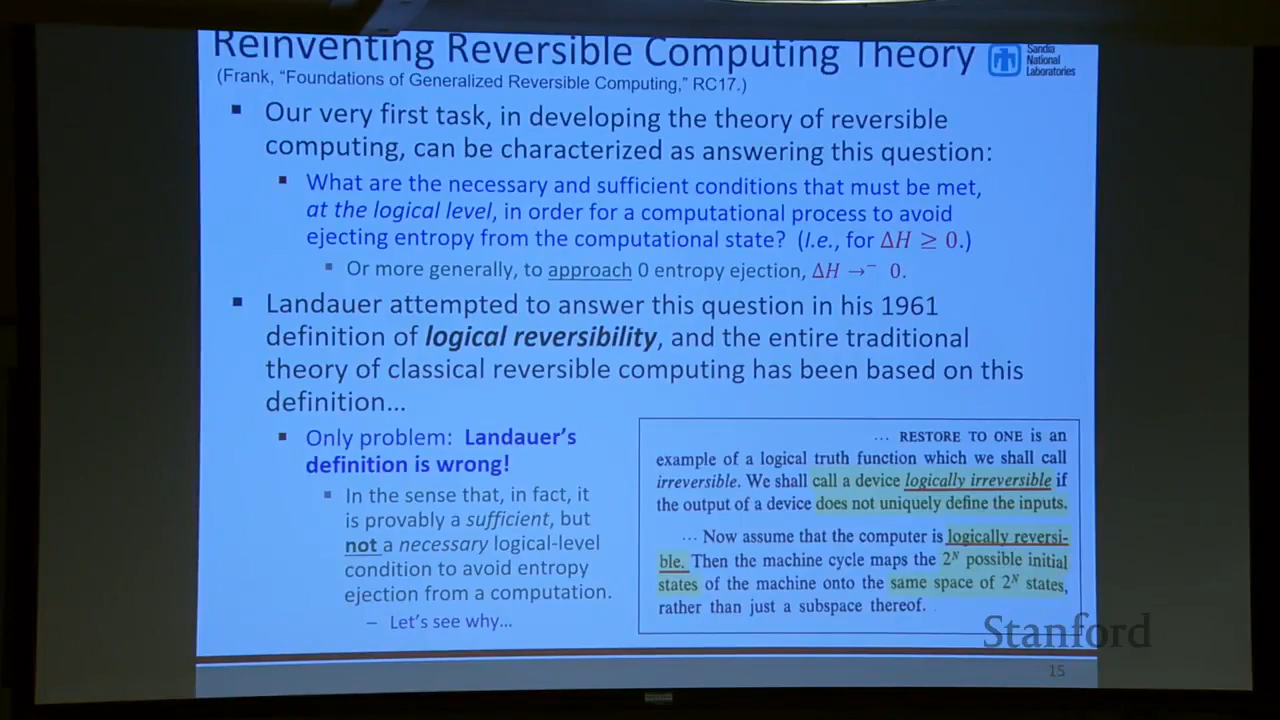 Reinventing Reversible Computing Theory
Sandia
National
Laboratories
(Frank, “Foundations of Generalized Reversible Computing,” RC17.)
▪ Our very first task, in developing the theory of reversible
computing, can be characterized as answering this question:
▪ What are the necessary and sufficient conditions that must be met,
at the logical level, in order for a computational process to avoid
ejecting entropy from the computational state? (I.e., for ΔH ≥ 0.)
▪ Or more generally, to approach 0 entropy ejection, ΔH →⁻ 0.
▪ Landauer attempted to answer this question in his 1961
definition of logical reversibility, and the entire traditional
theory of classical reversible computing has been based on this
definition…
▪ Only problem: Landauer’s
definition is wrong!
▪ In the sense that, in fact, it
is provably a sufficient, but
not a necessary logical-level
condition to avoid entropy
ejection from a computation.
– Let’s see why…
… RESTORE TO ONE is an
example of a logical truth function which we shall call
irreversible. We shall call a device logically irreversible if
the output of a device does not uniquely define the inputs.
… Now assume that the computer is logically reversi-
ble. Then the machine cycle maps the 2ᴺ possible initial
states of the machine onto the same space of 2ᴺ states,
rather than just a subspace thereof.
Stanford
15